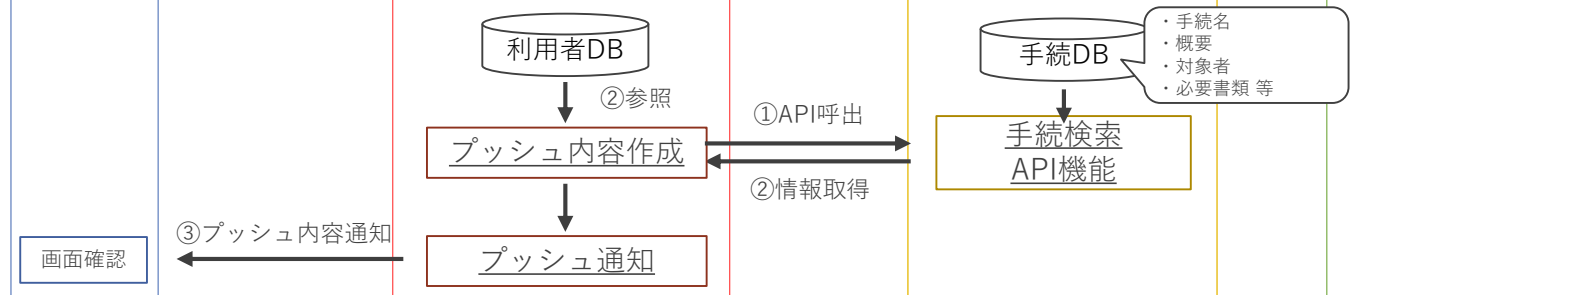 利用者DB
②参照
プッシュ内容作成
①API呼出
②情報取得
手続DB
・手続名
・概要
・対象者
・必要書類 等
手続検索
API機能
プッシュ通知
③プッシュ内容通知
画面確認